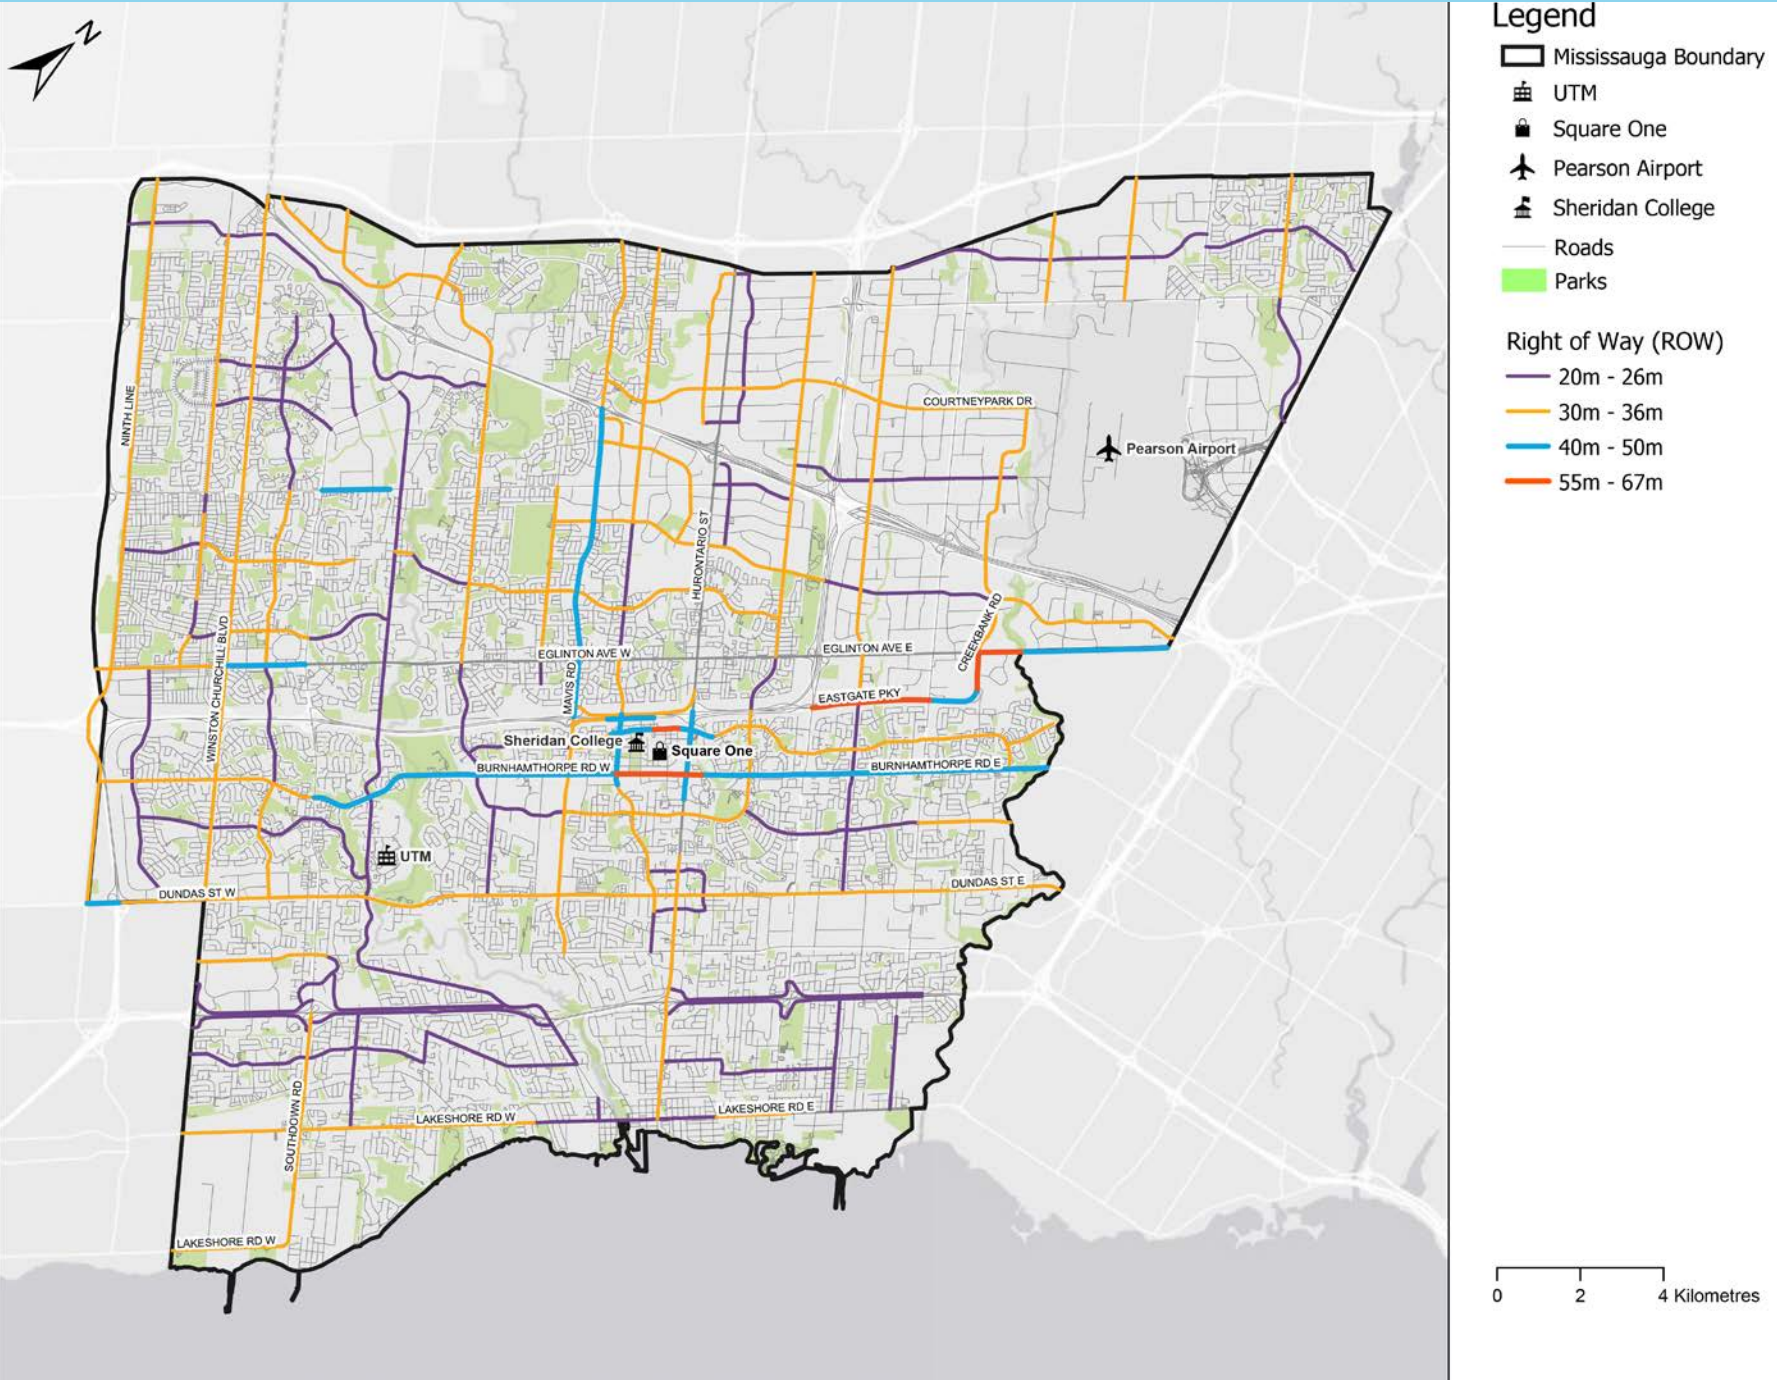 N
NINTH LINE
WINSTON CHURCHILL BLVD
HURONTARIO ST
COURTNEYPARK DR
Pearson Airport
CREEKBANK RD
EGLINTON AVE W
EGLINTON AVE E
MAVIS RD
EASTGATE PKY
Sheridan College
Square One
BURNHAMTHORPE RD W
BURNHAMTHORPE RD E
UTM
DUNDAS ST W
DUNDAS ST E
SOUTHDOWN RD
LAKESHORE RD W
LAKESHORE RD E
LAKESHORE RD W
Legend
Mississauga Boundary
UTM
Square One
Pearson Airport
Sheridan College
Roads
Parks
Right of Way (ROW)
20m - 26m
30m - 36m
40m - 50m
55m - 67m
0 2 4 Kilometres